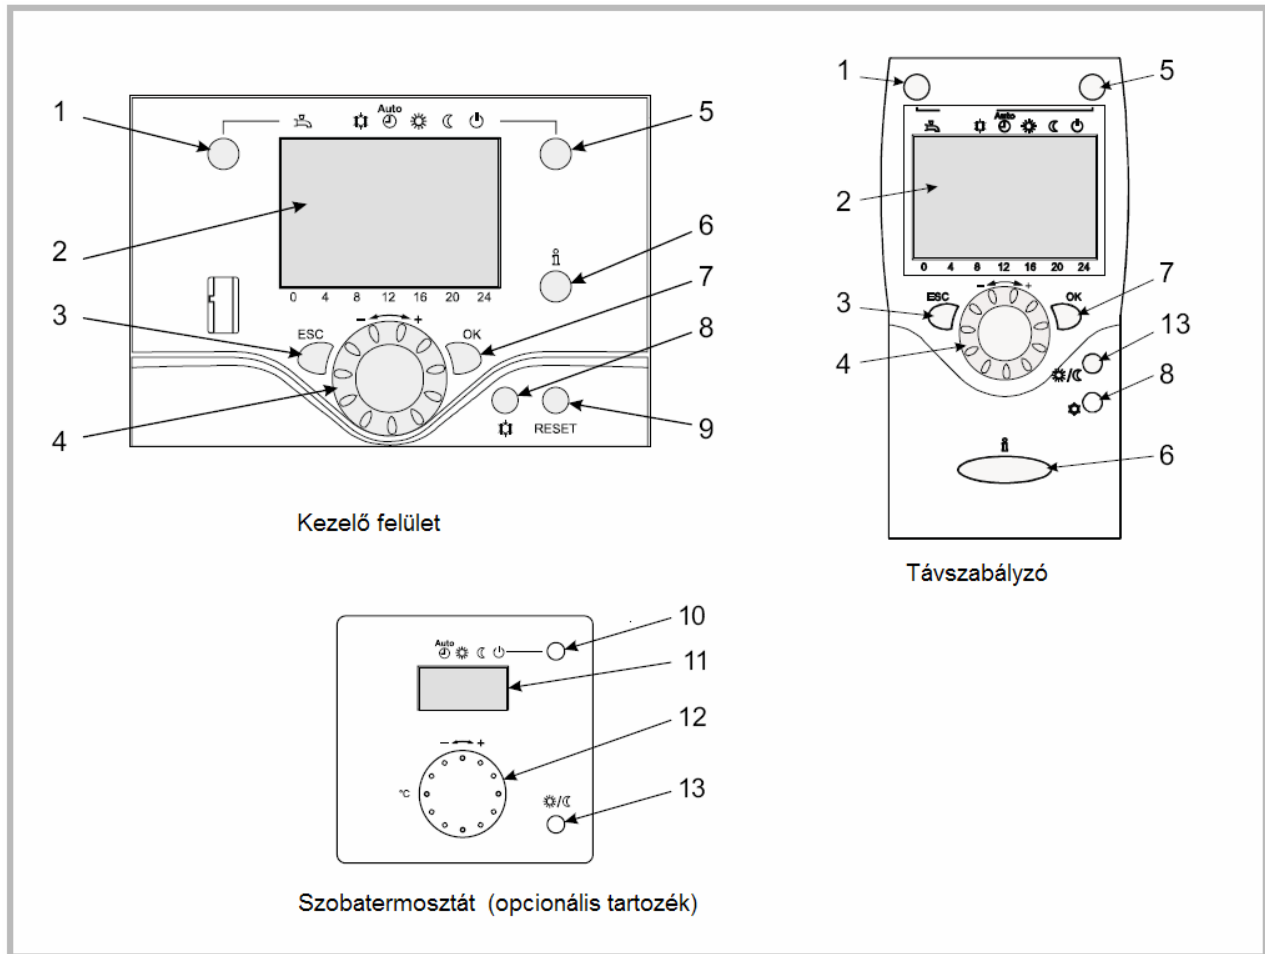 1
2
3
4
5
6
7
8
9
Auto
0 4 8 12 16 20 24
- +
ESC
OK
RESET
Kezelő felület
1
2
3
4
5
7
13
8
6
Auto
0 4 8 12 16 20 24
- +
ESC
OK
/
Távszabályzó
10
11
12
13
Auto
- +
°C
/
Szobatermosztát (opcionális tartozék)